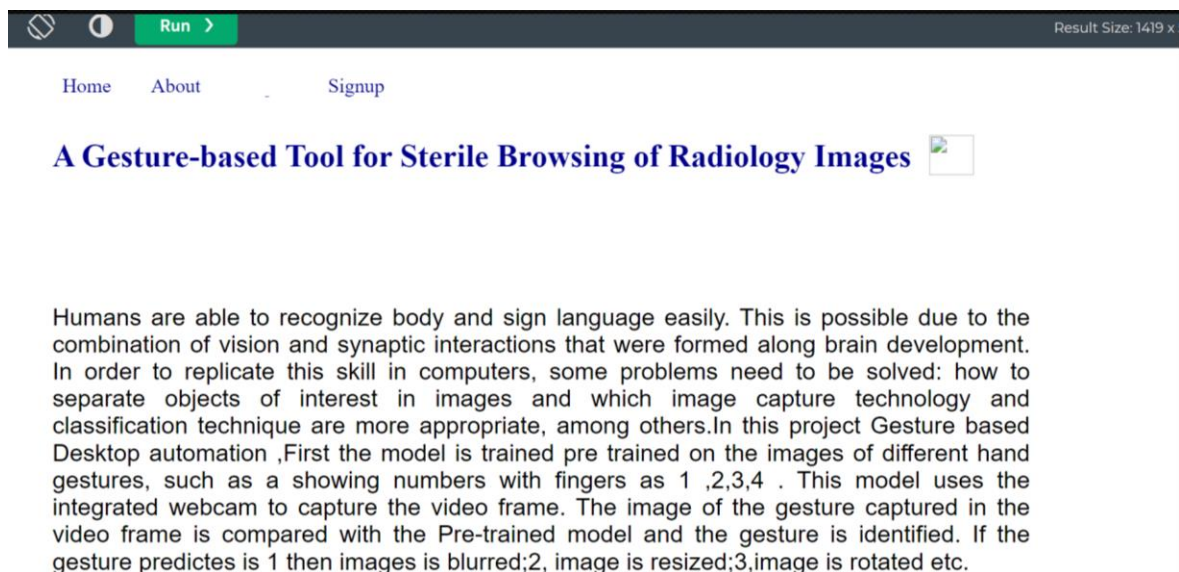 Run ❯
Result Size: 1419 x
Home About Signup
A Gesture-based Tool for Sterile Browsing of Radiology Images
Humans are able to recognize body and sign language easily. This is possible due to the
combination of vision and synaptic interactions that were formed along brain development.
In order to replicate this skill in computers, some problems need to be solved: how to
separate objects of interest in images and which image capture technology and
classification technique are more appropriate, among others.In this project Gesture based
Desktop automation ,First the model is trained pre trained on the images of different hand
gestures, such as a showing numbers with fingers as 1 ,2,3,4 . This model uses the
integrated webcam to capture the video frame. The image of the gesture captured in the
video frame is compared with the Pre-trained model and the gesture is identified. If the
gesture predictes is 1 then images is blurred;2, image is resized;3,image is rotated etc.